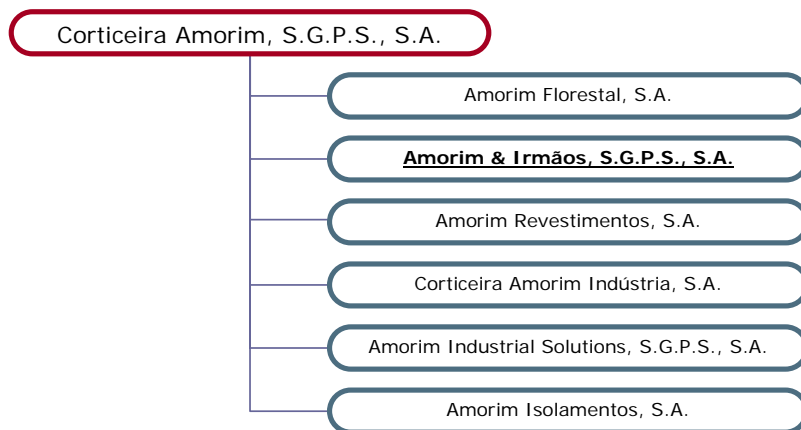 Corticeira Amorim, S.G.P.S., S.A.
Amorim Florestal, S.A.
Amorim & Irmãos, S.G.P.S., S.A.
Amorim Revestimentos, S.A.
Corticeira Amorim Indústria, S.A.
Amorim Industrial Solutions, S.G.P.S., S.A.
Amorim Isolamentos, S.A.